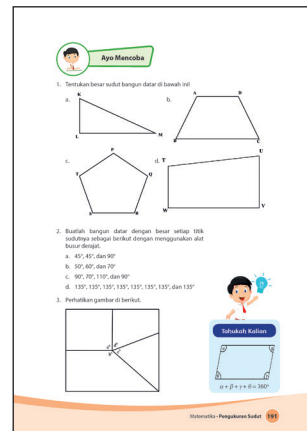 Ayo Mencoba
1. Tentukan besar sudut bangun datar di bawah ini!
a.
K
L
M
b.
A
D
B
C
c.
P
T
Q
S
R
d.
T
U
W
V
2. Buatlah bangun datar dengan besar setiap titik
sudutnya sebagai berikut dengan menggunakan alat
busur derajat.
a. 45°, 45°, dan 90°
b. 50°, 60°, dan 70°
c. 90°, 70°, 110°, dan 90°
d. 135°, 135°, 135°, 135°, 135°, 135°, 135°, dan 135°
3. Perhatikan gambar di berikut.
Tahukah Kalian
α + β + γ + θ = 360°
Matematika • Pengukuran Sudut 191